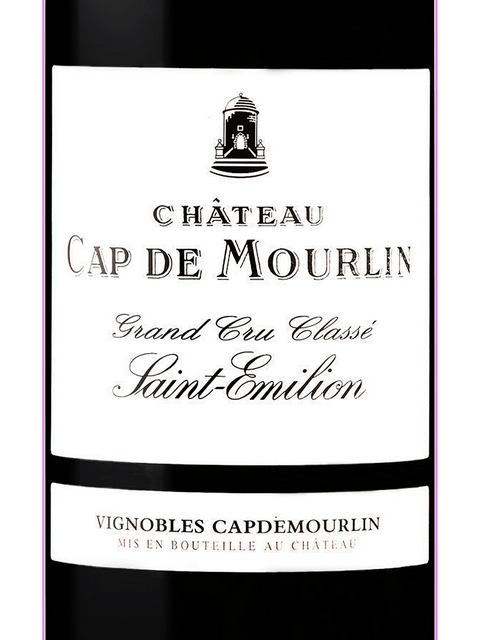 CHÂTEAU
CAP DE MOURLIN
Grand Cru Classé
Saint-Emilion
VIGNOBLES CAPDEMOURLIN
MIS EN BOUTEILLE AU CHÂTEAU